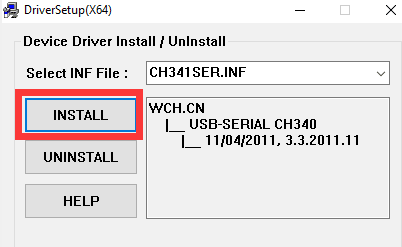 DriverSetup(X64)
Device Driver Install / UnInstall
Select INF File : CH341SER.INF
INSTALL
UNINSTALL
HELP
WCH.CN
|__ USB-SERIAL CH340
|__ 11/04/2011, 3.3.2011.11